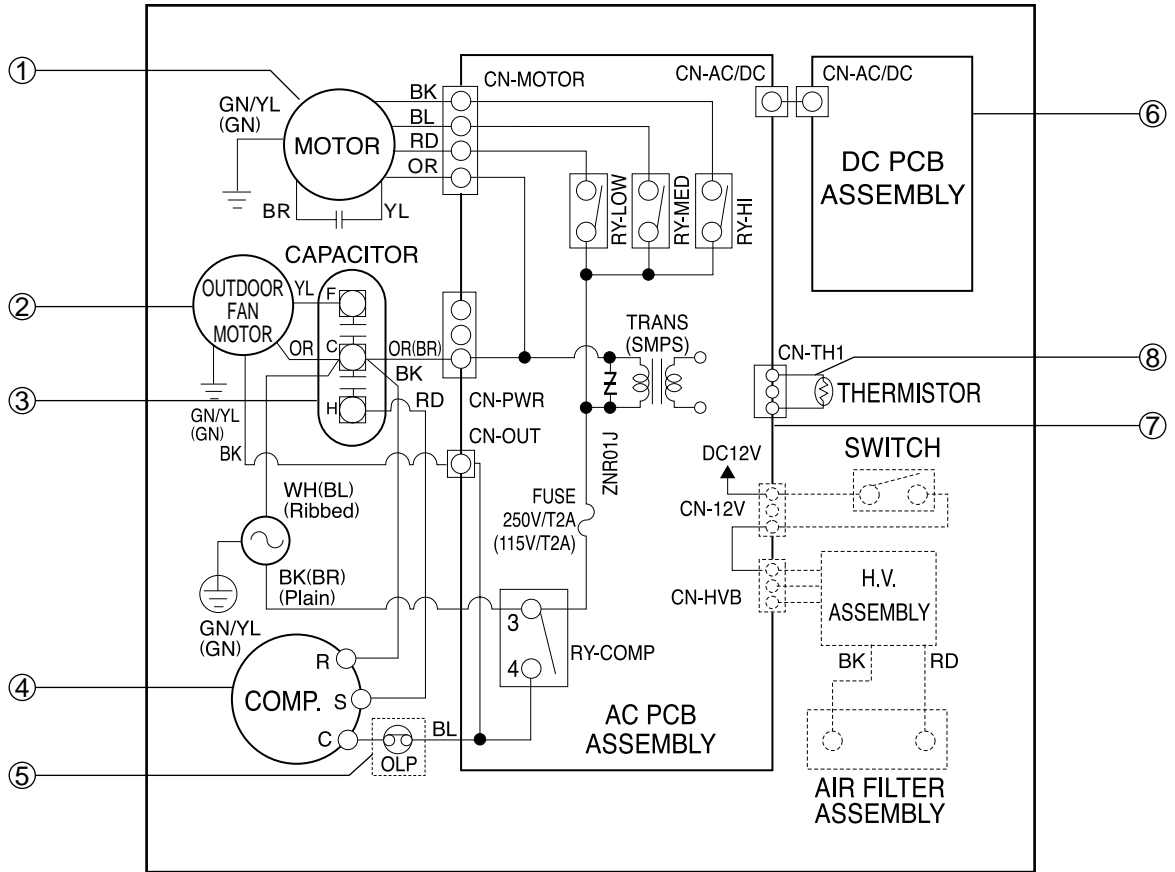 ①
CN-MOTOR
CN-AC/DC
CN-AC/DC
GN/YL
(GN)
BK
BL
RD
OR
MOTOR
BR
YL
⑥
DC PCB
ASSEMBLY
RY-LOW
RY-MED
RY-HI
CAPACITOR
②
OUTDOOR
FAN
MOTOR
YL
F
OR
C
OR(BR)
BK
H
RD
③
GN/YL
(GN)
BK
CN-PWR
CN-OUT
TRANS
(SMPS)
ZNR01J
CN-TH1
⑧
THERMISTOR
⑦
SWITCH
DC12V
CN-12V
WH(BL)
(Ribbed)
FUSE
250V/T2A
(115V/T2A)
BK(BR)
(Plain)
GN/YL
(GN)
CN-HVB
H.V.
ASSEMBLY
BK
RD
3
4
RY-COMP
④
COMP.
R
S
C
BL
⑤
OLP
AC PCB
ASSEMBLY
AIR FILTER
ASSEMBLY